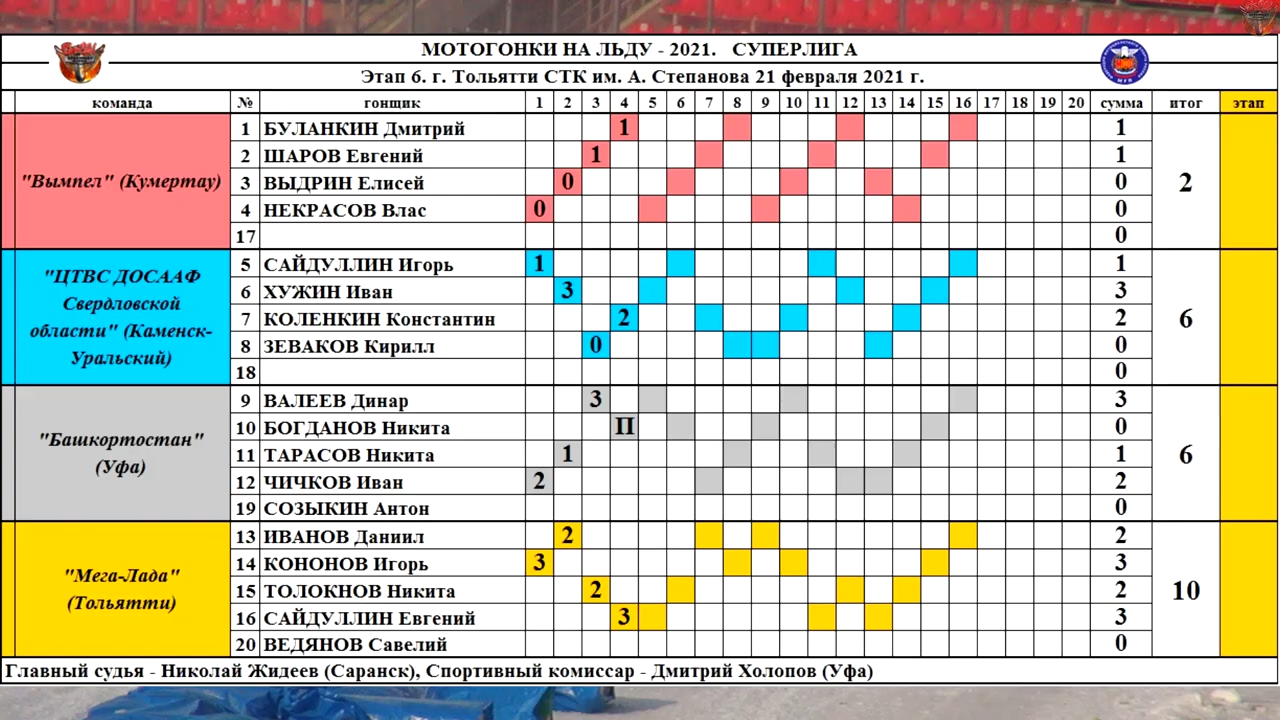 МОТОГОНКИ НА ЛЬДУ - 2021. СУПЕРЛИГА
Этап 6. г. Тольятти СТК им. А. Степанова 21 февраля 2021 г.
команда № гонщик 1 2 3 4 5 6 7 8 9 10 11 12 13 14 15 16 17 18 19 20 сумма итог этап
"Вымпел" (Кумертау)
1 БУЛАНКИН Дмитрий 1 1
2 ШАРОВ Евгений 1 1
3 ВЫДРИН Елисей 0 0
4 НЕКРАСОВ Влас 0 0
17 0
2
"ЦТВС ДОСААФ
Свердловской
области" (Каменск-
Уральский)
5 САЙДУЛЛИН Игорь 1 1
6 ХУЖИН Иван 3 3
7 КОЛЕНКИН Константин 2 2
8 ЗЕВАКОВ Кирилл 0 0
18 0
6
"Башкортостан"
(Уфа)
9 ВАЛЕЕВ Динар 3 3
10 БОГДАНОВ Никита П 0
11 ТАРАСОВ Никита 1 1
12 ЧИЧКОВ Иван 2 2
19 СОЗЫКИН Антон 0
6
"Мега-Лада"
(Тольятти)
13 ИВАНОВ Даниил 2 2
14 КОНОНОВ Игорь 3 3
15 ТОЛОКНОВ Никита 2 2
16 САЙДУЛЛИН Евгений 3 3
20 ВЕДЯНОВ Савелий 0
10
Главный судья - Николай Жидеев (Саранск), Спортивный комиссар - Дмитрий Холопов (Уфа)